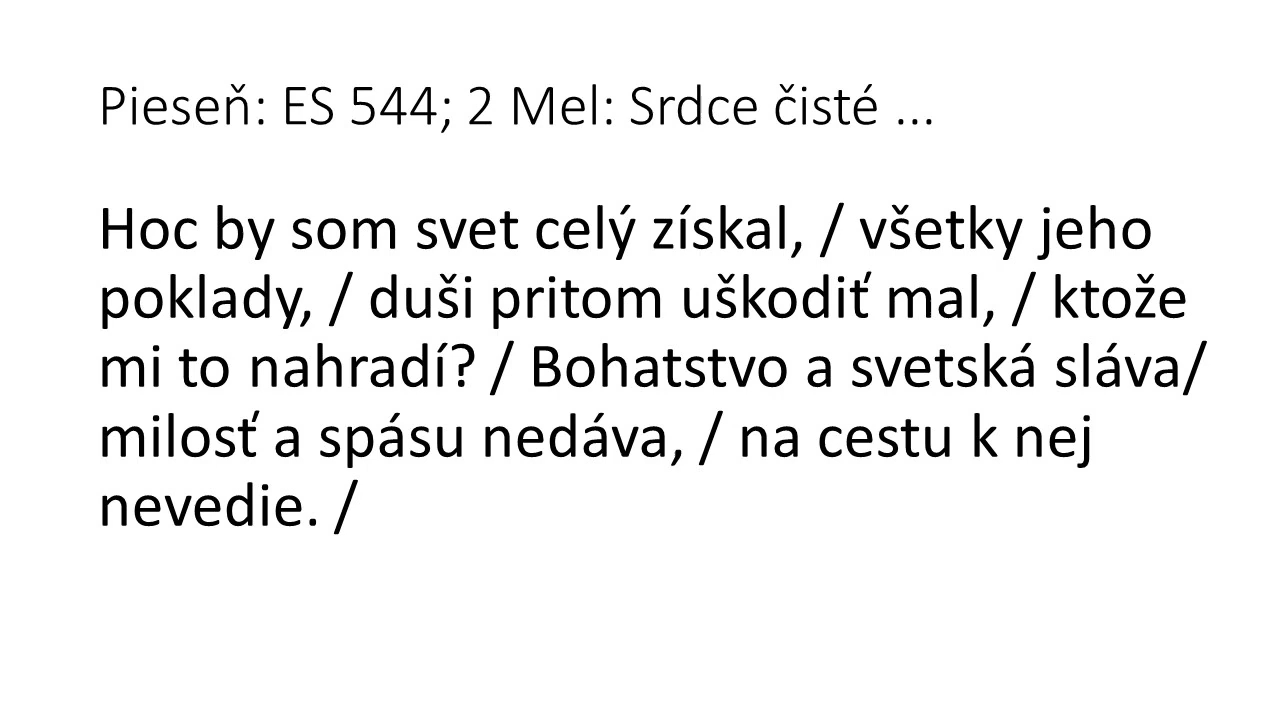 Pieseň: ES 544; 2 Mel: Srdce čisté ...
Hoc by som svet celý získal, / všetky jeho
poklady, / duši pritom uškodiť mal, / ktože
mi to nahradí? / Bohatstvo a svetská sláva/
milosť a spásu nedáva, / na cestu k nej
nevedie. /